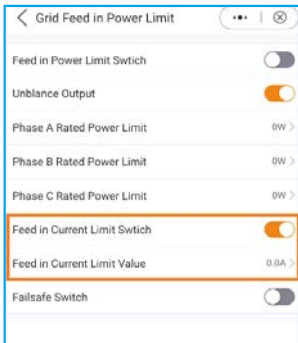 Grid Feed in Power Limit
Feed in Power Limit Swtich
Unblance Output
Phase A Rated Power Limit 0W
Phase B Rated Power Limit 0W
Phase C Rated Power Limit 0W
Feed in Current Limit Swtich
Feed in Current Limit Value 0.0A
Failsafe Switch